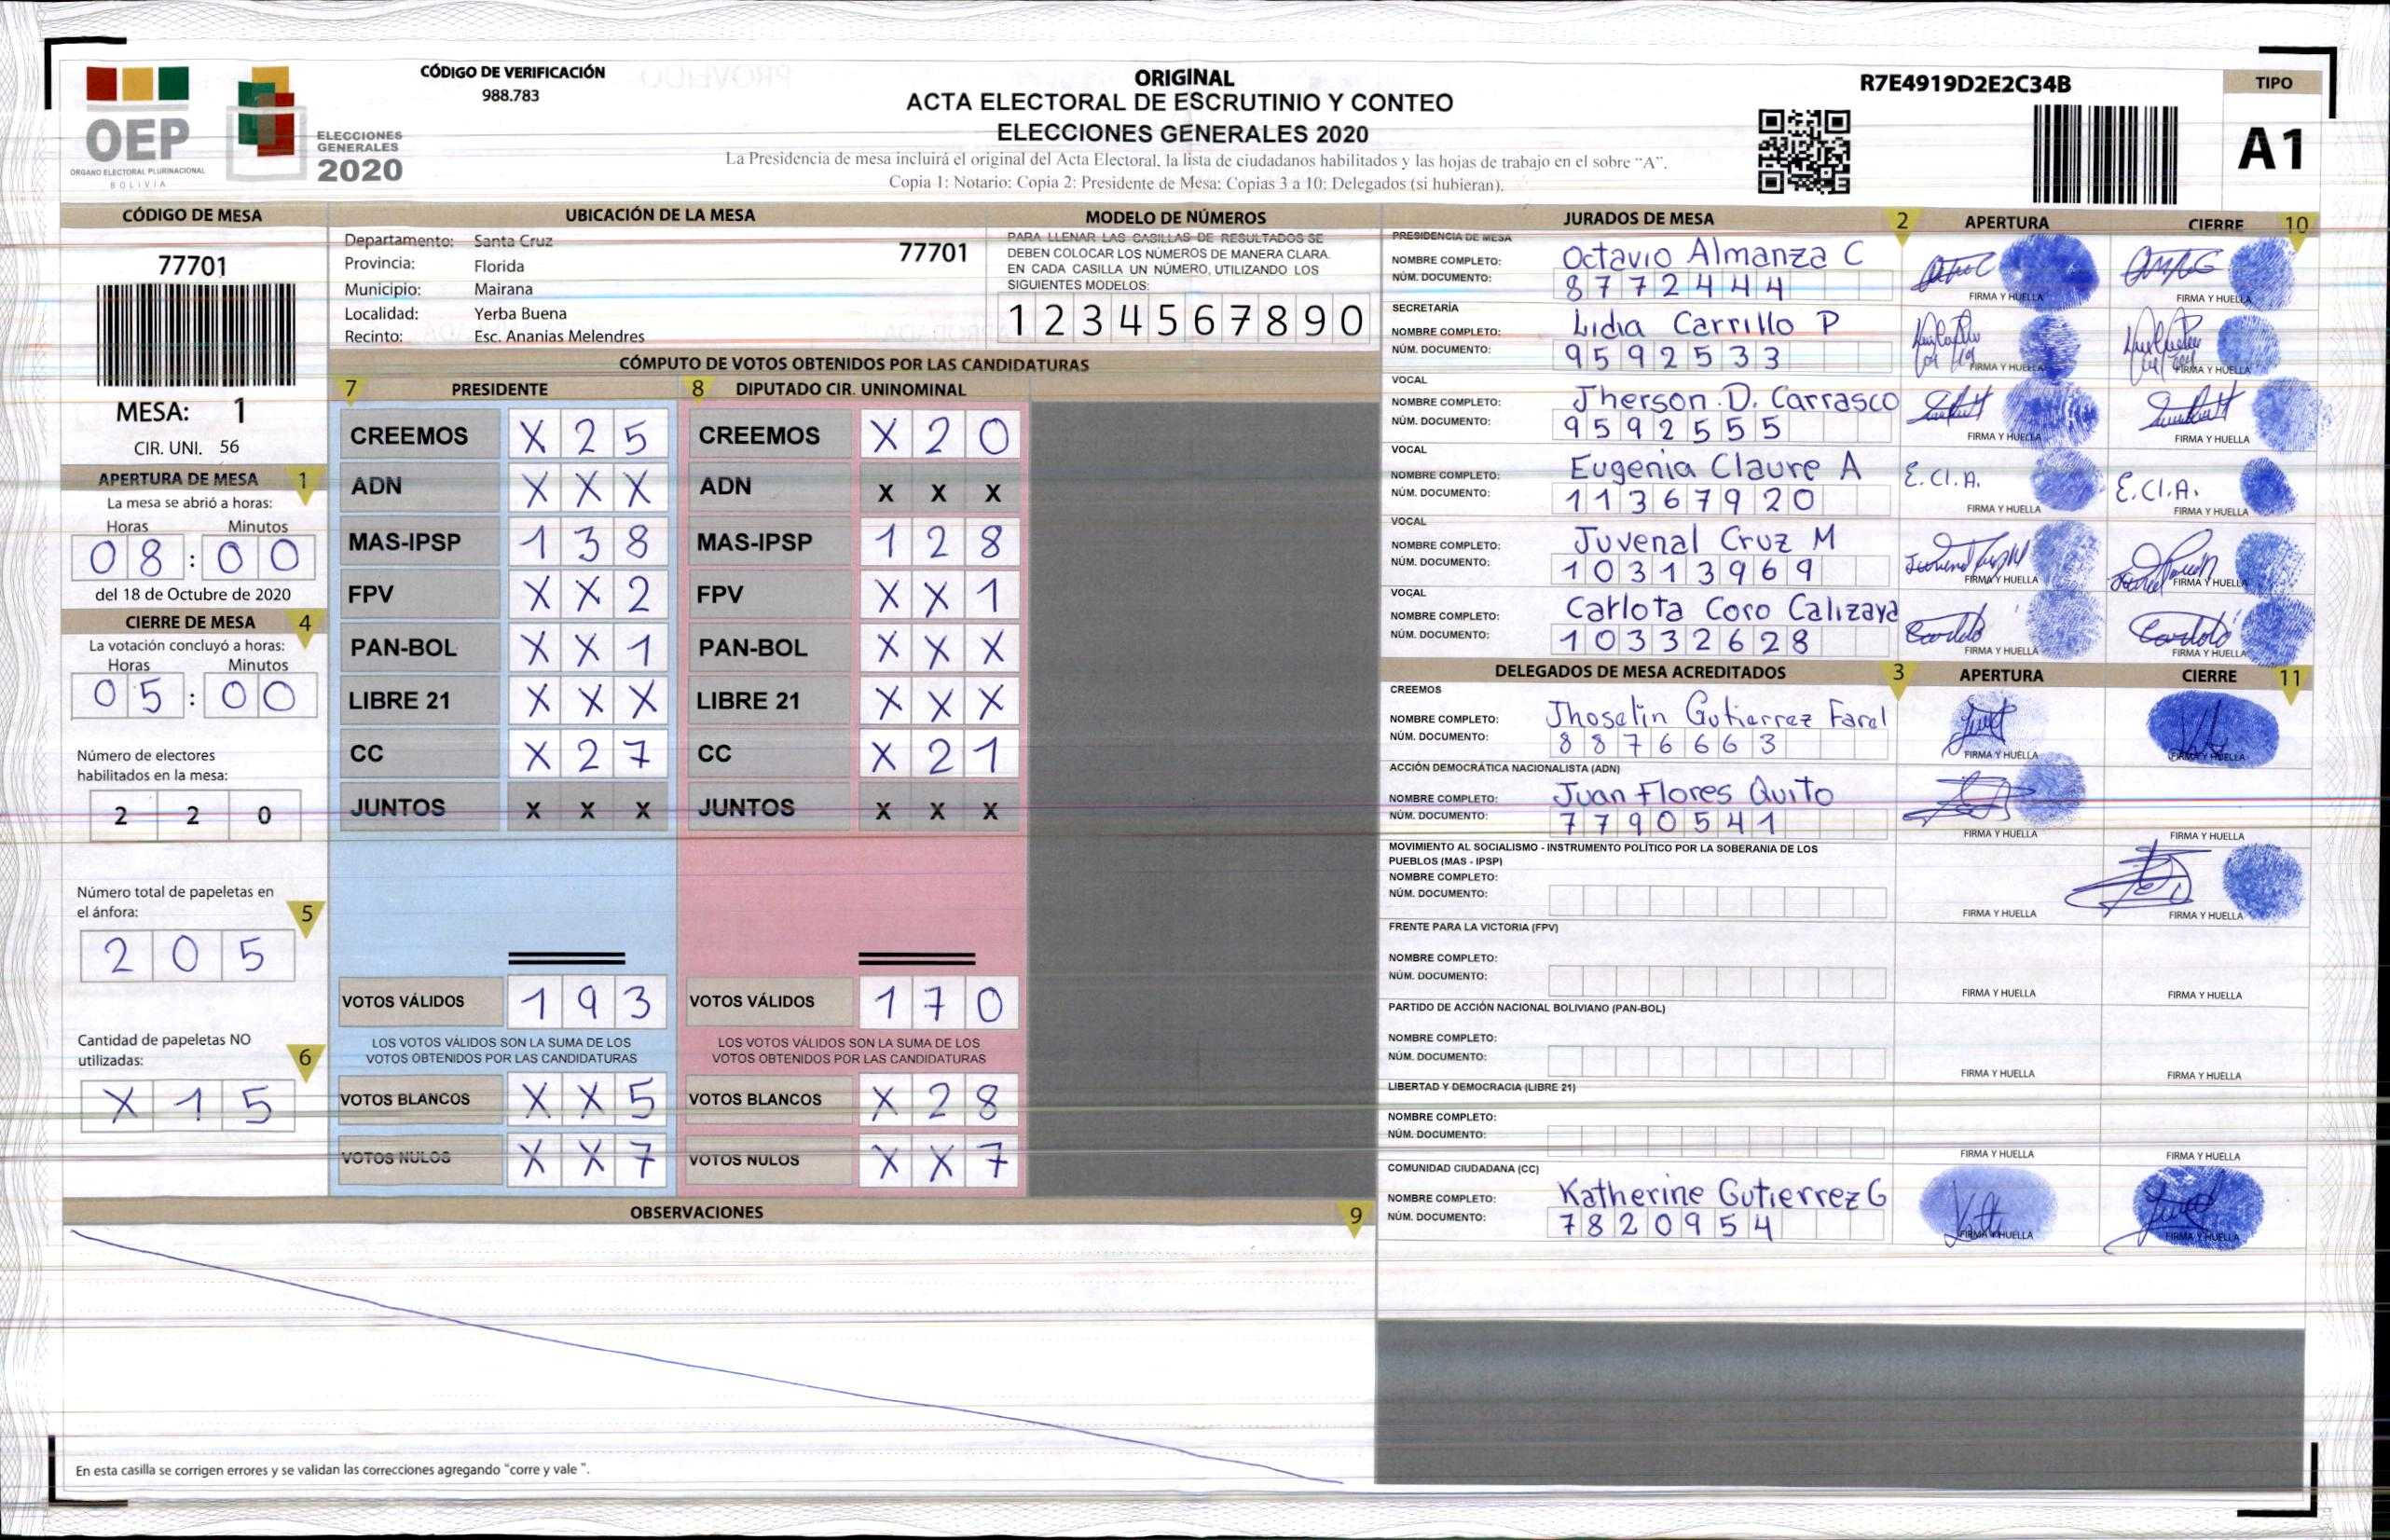 CÓDIGO DE VERIFICACIÓN
988.783
OEP
ÓRGANO ELECTORAL PLURINACIONAL
BOLIVIA
ELECCIONES
GENERALES
2020
ORIGINAL
ACTA ELECTORAL DE ESCRUTINIO Y CONTEO
ELECCIONES GENERALES 2020
La Presidencia de mesa incluirá el original del Acta Electoral, la lista de ciudadanos habilitados y las hojas de trabajo en el sobre "A".
Copia 1: Notario: Copia 2: Presidente de Mesa: Copias 3 a 10: Delegados (si hubieran).
R7E4919D2E2C34B
TIPO
A1
CÓDIGO DE MESA
77701
MESA: 1
CIR. UNI. 56
APERTURA DE MESA 1
La mesa se abrió a horas:
Horas Minutos
08 : 00
del 18 de Octubre de 2020
CIERRE DE MESA 4
La votación concluyó a horas:
Horas Minutos
05 : 00
Número de electores
habilitados en la mesa:
2 2 0
Número total de papeletas en
el ánfora: 5
2 0 5
Cantidad de papeletas NO
utilizadas: 6
X 1 5
UBICACIÓN DE LA MESA
Departamento: Santa Cruz 77701
Provincia: Florida
Municipio: Mairana
Localidad: Yerba Buena
Recinto: Esc. Ananias Melendres
MODELO DE NÚMEROS
PARA LLENAR LAS CASILLAS DE RESULTADOS SE
DEBEN COLOCAR LOS NÚMEROS DE MANERA CLARA.
EN CADA CASILLA UN NÚMERO, UTILIZANDO LOS
SIGUIENTES MODELOS:
1 2 3 4 5 6 7 8 9 0
CÓMPUTO DE VOTOS OBTENIDOS POR LAS CANDIDATURAS
7 PRESIDENTE 8 DIPUTADO CIR. UNINOMINAL
CREEMOS X 2 5 CREEMOS X 2 0
ADN X X X ADN X X X
MAS-IPSP 1 3 8 MAS-IPSP 1 2 8
FPV X X 2 FPV X X 1
PAN-BOL X X 1 PAN-BOL X X X
LIBRE 21 X X X LIBRE 21 X X X
CC X 2 7 CC X 2 1
JUNTOS X X X JUNTOS X X X
VOTOS VÁLIDOS 1 9 3 VOTOS VÁLIDOS 1 7 0
LOS VOTOS VÁLIDOS SON LA SUMA DE LOS LOS VOTOS VÁLIDOS SON LA SUMA DE LOS
VOTOS OBTENIDOS POR LAS CANDIDATURAS VOTOS OBTENIDOS POR LAS CANDIDATURAS
VOTOS BLANCOS X X 5 VOTOS BLANCOS X 2 8
VOTOS NULOS X X 7 VOTOS NULOS X X 7
OBSERVACIONES 9
En esta casilla se corrigen errores y se validan las correcciones agregando "corre y vale ".
JURADOS DE MESA 2 APERTURA CIERRE 10
PRESIDENCIA DE MESA
NOMBRE COMPLETO: Octavio Almanza C
NÚM. DOCUMENTO: 8772444
FIRMA Y HUELLA FIRMA Y HUELLA
SECRETARÍA
NOMBRE COMPLETO: Lidia Carrillo P
NÚM. DOCUMENTO: 9592533
FIRMA Y HUELLA FIRMA Y HUELLA
VOCAL
NOMBRE COMPLETO: Jherson D. Carrasco
NÚM. DOCUMENTO: 9592555
FIRMA Y HUELLA FIRMA Y HUELLA
VOCAL
NOMBRE COMPLETO: Eugenia Claure A E.Cl.A. E.Cl.A.
NÚM. DOCUMENTO: 11367920
FIRMA Y HUELLA FIRMA Y HUELLA
VOCAL
NOMBRE COMPLETO: Juvenal Cruz M
NÚM. DOCUMENTO: 10313969
FIRMA Y HUELLA FIRMA Y HUELLA
VOCAL
NOMBRE COMPLETO: Carlota Coro Calizaya
NÚM. DOCUMENTO: 10332628
FIRMA Y HUELLA FIRMA Y HUELLA
DELEGADOS DE MESA ACREDITADOS 3 APERTURA CIERRE 11
CREEMOS
NOMBRE COMPLETO: Jhoselin Gutierrez Farel
NÚM. DOCUMENTO: 8876663
FIRMA Y HUELLA FIRMA Y HUELLA
ACCIÓN DEMOCRÁTICA NACIONALISTA (ADN)
NOMBRE COMPLETO: Juan Flores Quito
NÚM. DOCUMENTO: 7790541
FIRMA Y HUELLA FIRMA Y HUELLA
MOVIMIENTO AL SOCIALISMO - INSTRUMENTO POLÍTICO POR LA SOBERANIA DE LOS
PUEBLOS (MAS - IPSP)
NOMBRE COMPLETO:
NÚM. DOCUMENTO:
FIRMA Y HUELLA FIRMA Y HUELLA
FRENTE PARA LA VICTORIA (FPV)
NOMBRE COMPLETO:
NÚM. DOCUMENTO:
FIRMA Y HUELLA FIRMA Y HUELLA
PARTIDO DE ACCIÓN NACIONAL BOLIVIANO (PAN-BOL)
NOMBRE COMPLETO:
NÚM. DOCUMENTO:
FIRMA Y HUELLA FIRMA Y HUELLA
LIBERTAD Y DEMOCRACIA (LIBRE 21)
NOMBRE COMPLETO:
NÚM. DOCUMENTO:
FIRMA Y HUELLA FIRMA Y HUELLA
COMUNIDAD CIUDADANA (CC)
NOMBRE COMPLETO: Katherine Gutierrez G
NÚM. DOCUMENTO: 7820954
FIRMA Y HUELLA FIRMA Y HUELLA